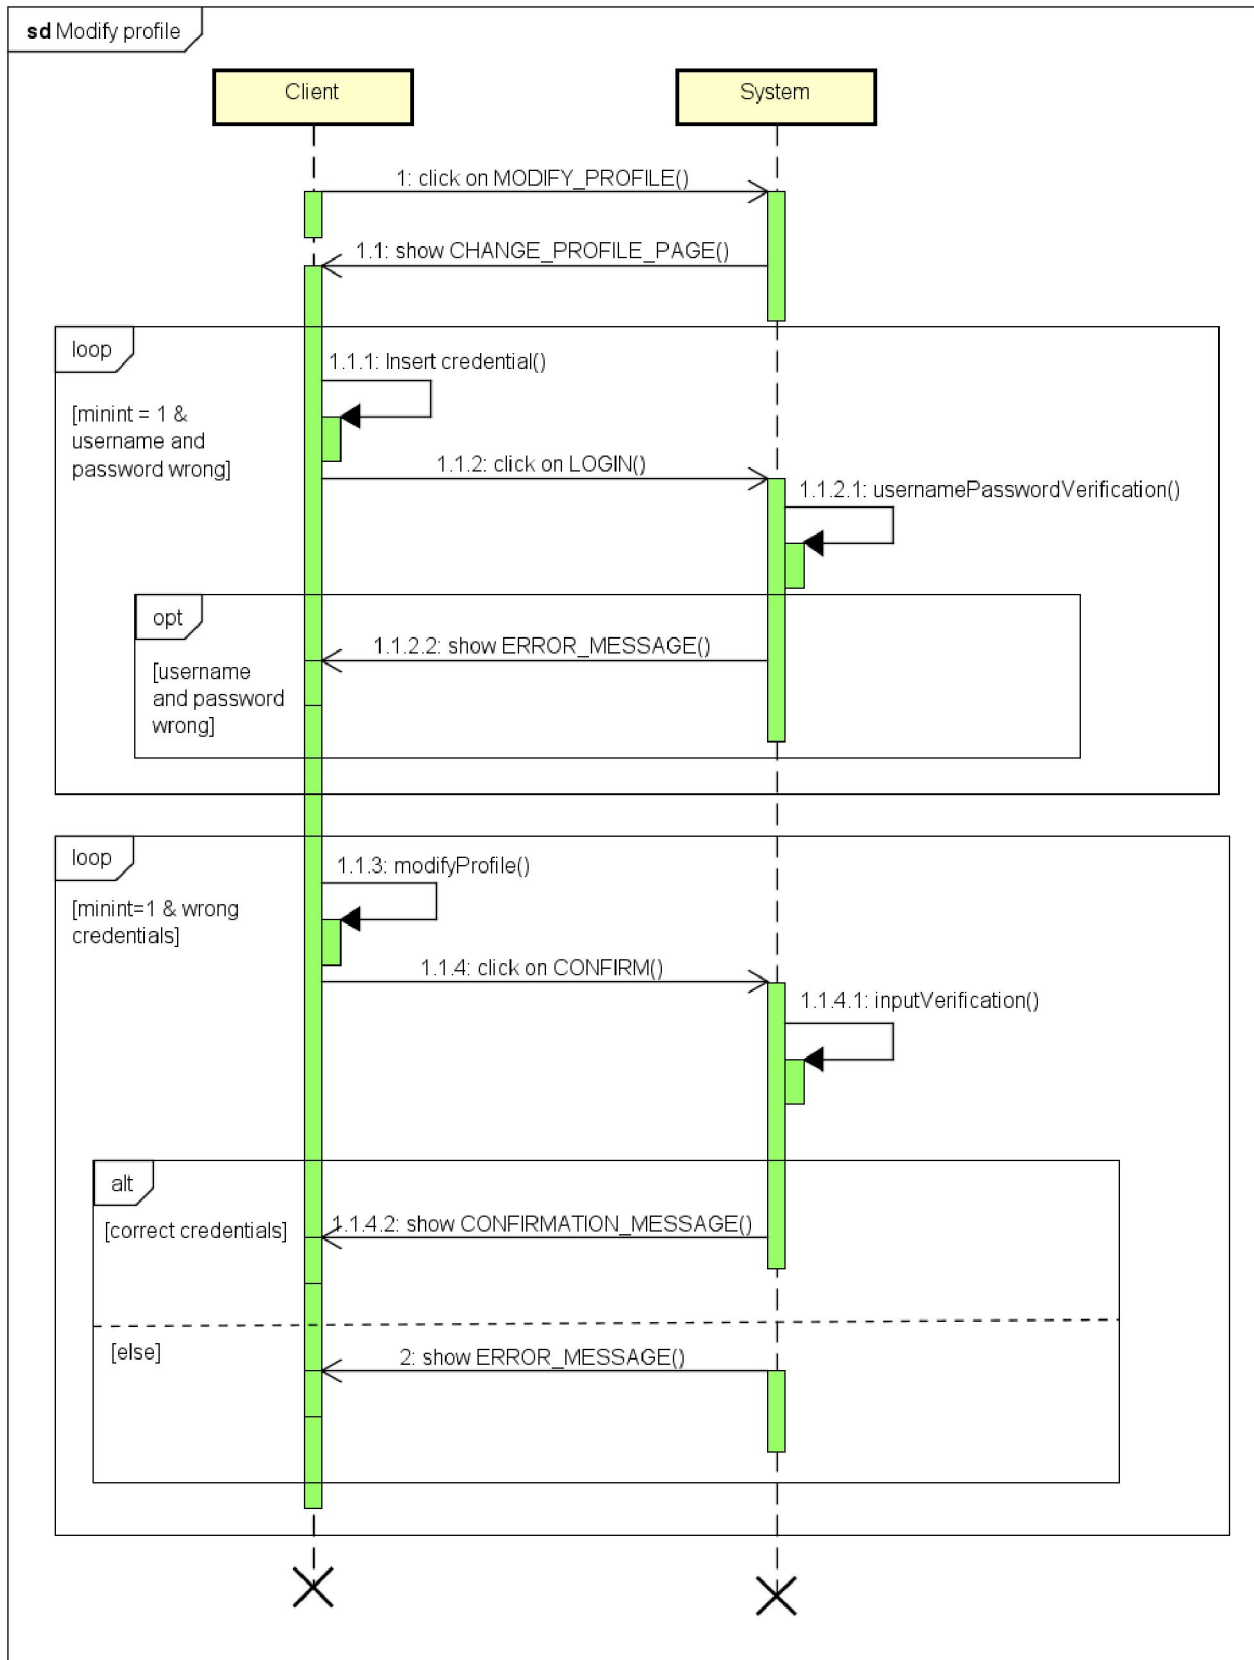 sd Modify profile
Client
System
1: click on MODIFY_PROFILE()
1.1: show CHANGE_PROFILE_PAGE()
loop
[minint = 1 &
username and
password wrong]
1.1.1: Insert credential()
1.1.2: click on LOGIN()
1.1.2.1: usernamePasswordVerification()
opt
[username
and password
wrong]
1.1.2.2: show ERROR_MESSAGE()
loop
[minint=1 & wrong
credentials]
1.1.3: modifyProfile()
1.1.4: click on CONFIRM()
1.1.4.1: inputVerification()
alt
[correct credentials]
1.1.4.2: show CONFIRMATION_MESSAGE()
[else]
2: show ERROR_MESSAGE()